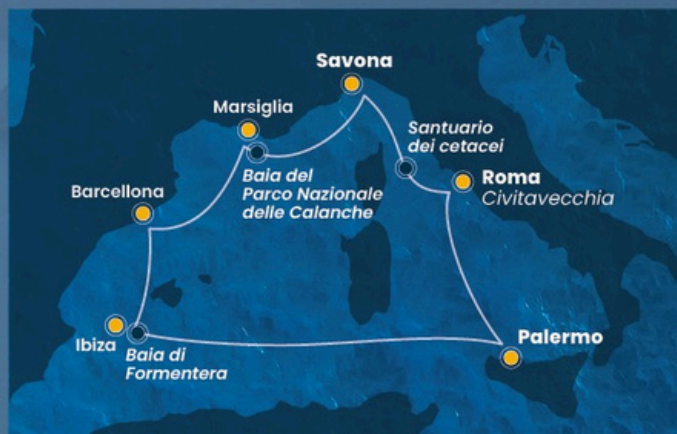 Savona
Marsiglia
Santuario
dei cetacei
Baia del
Parco Nazionale
delle Calanche
Roma
Civitavecchia
Barcellona
Ibiza
Baia di
Formentera
Palermo